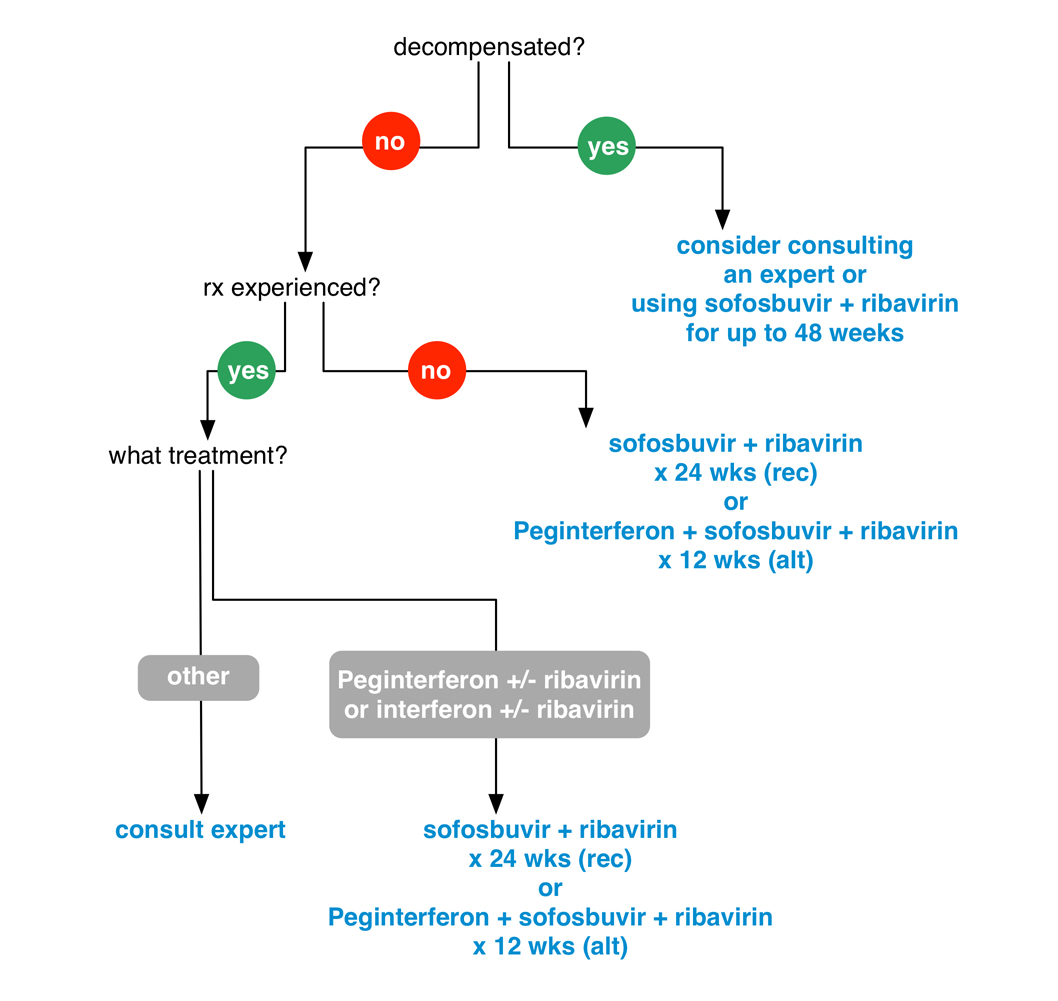 decompensated?
no
yes
consider consulting
an expert or
using sofosbuvir + ribavirin
for up to 48 weeks
rx experienced?
yes
no
what treatment?
sofosbuvir + ribavirin
x 24 wks (rec)
or
Peginterferon + sofosbuvir + ribavirin
x 12 wks (alt)
other
Peginterferon +/- ribavirin
or interferon +/- ribavirin
consult expert
sofosbuvir + ribavirin
x 24 wks (rec)
or
Peginterferon + sofosbuvir + ribavirin
x 12 wks (alt)